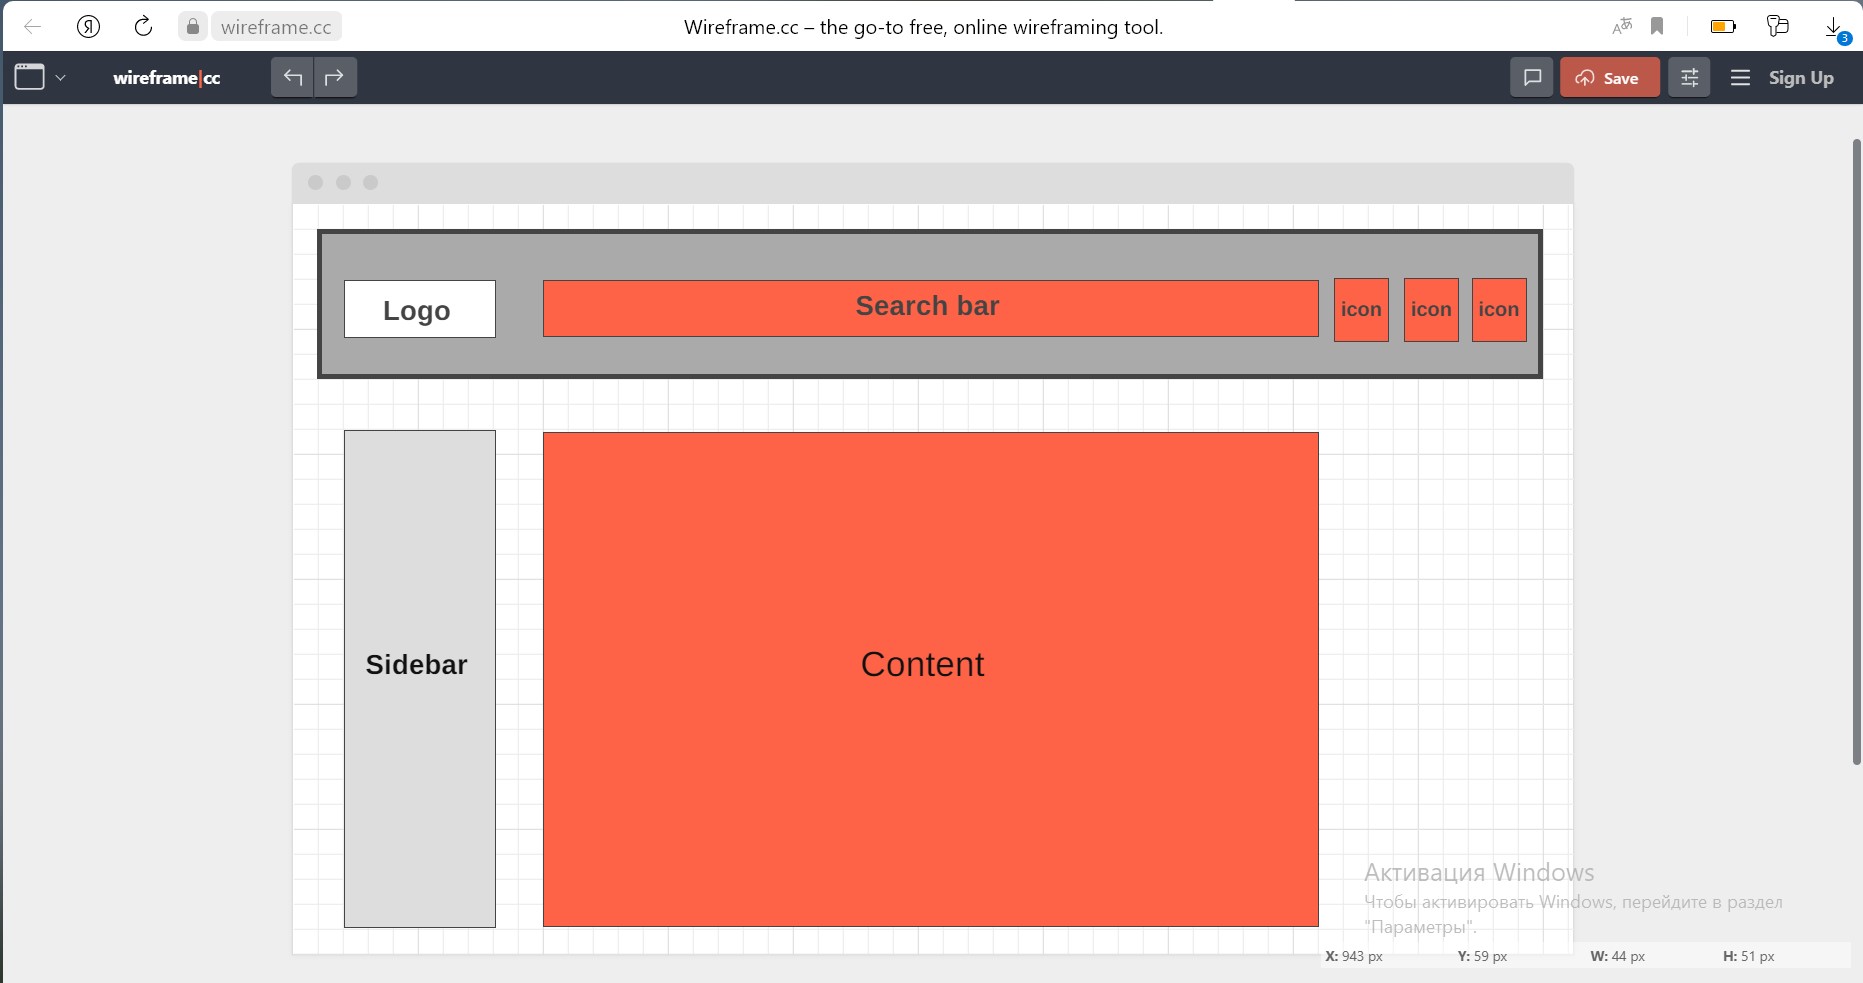 Я
wireframe.cc
Wireframe.cc – the go-to free, online wireframing tool.
3
wireframe|cc
Save
Sign Up
Logo
Search bar
icon
icon
icon
Sidebar
Content
Активация Windows
Чтобы активировать Windows, перейдите в раздел
"Параметры".
X: 943 px Y: 59 px W: 44 px H: 51 px